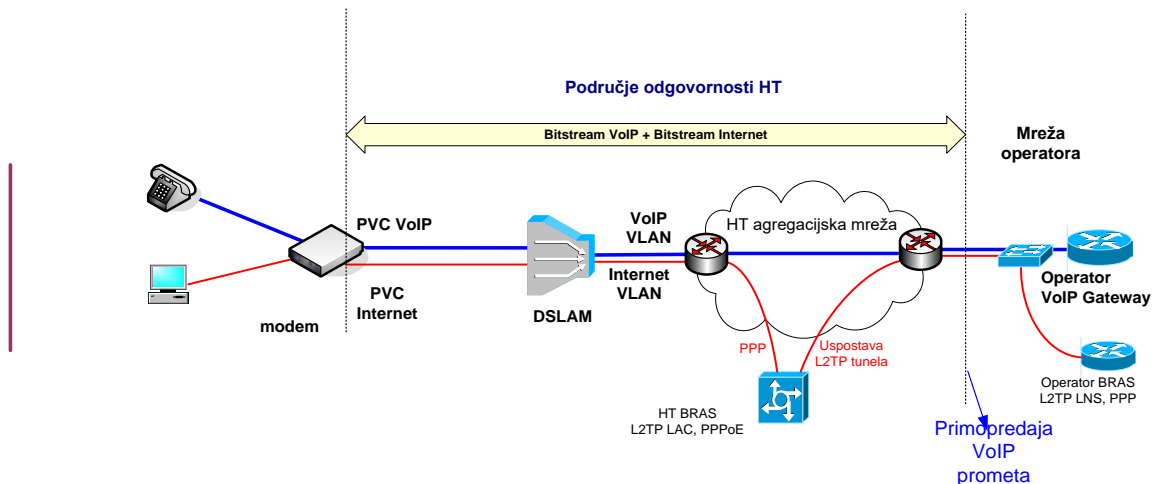 Područje odgovornosti HT
Bitstream VoIP + Bitstream Internet
Mreža
operatora
PVC VoIP
VoIP
VLAN
HT agregacijska mreža
PVC
Internet
Internet
VLAN
modem
DSLAM
Operator
VoIP Gateway
PPP
Uspostava
L2TP tunela
HT BRAS
L2TP LAC, PPPoE
Operator BRAS
L2TP LNS, PPP
Primopredaja
VoIP
prometa